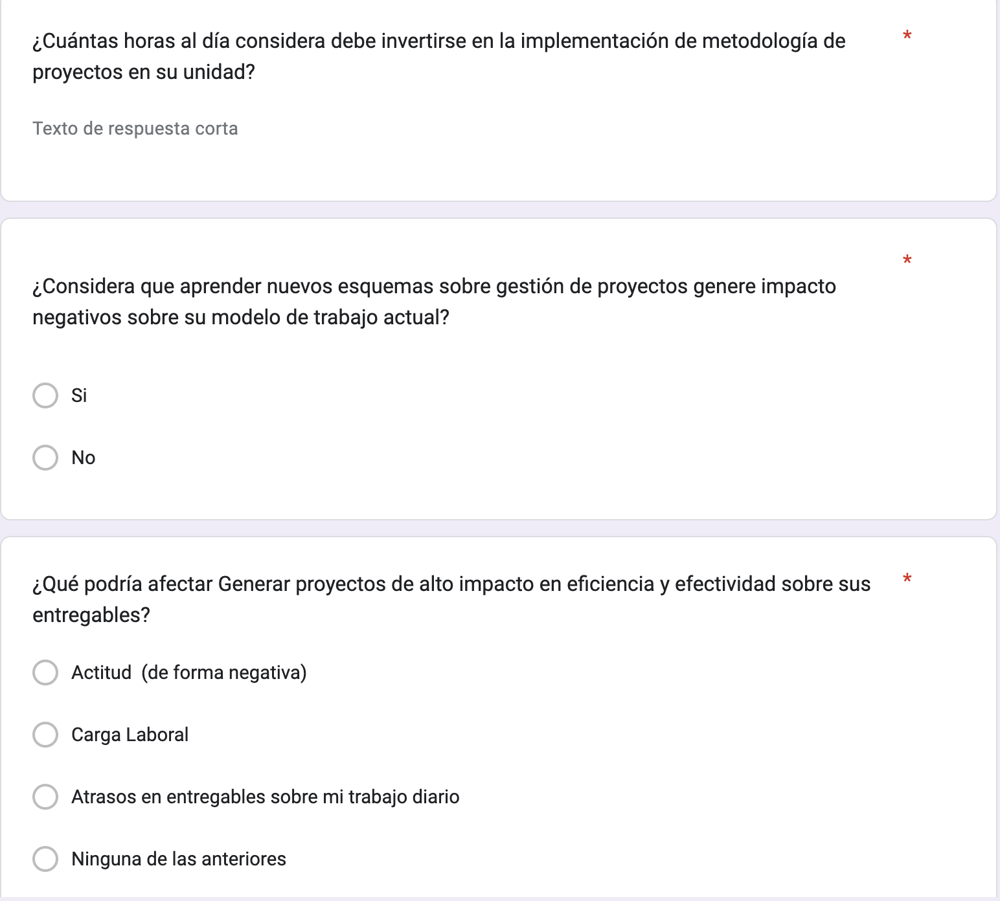 ¿Cuántas horas al día considera debe invertirse en la implementación de metodología de *
proyectos en su unidad?
Texto de respuesta corta
*
¿Considera que aprender nuevos esquemas sobre gestión de proyectos genere impacto
negativos sobre su modelo de trabajo actual?
Si
No
¿Qué podría afectar Generar proyectos de alto impacto en eficiencia y efectividad sobre sus *
entregables?
Actitud  (de forma negativa)
Carga Laboral
Atrasos en entregables sobre mi trabajo diario
Ninguna de las anteriores